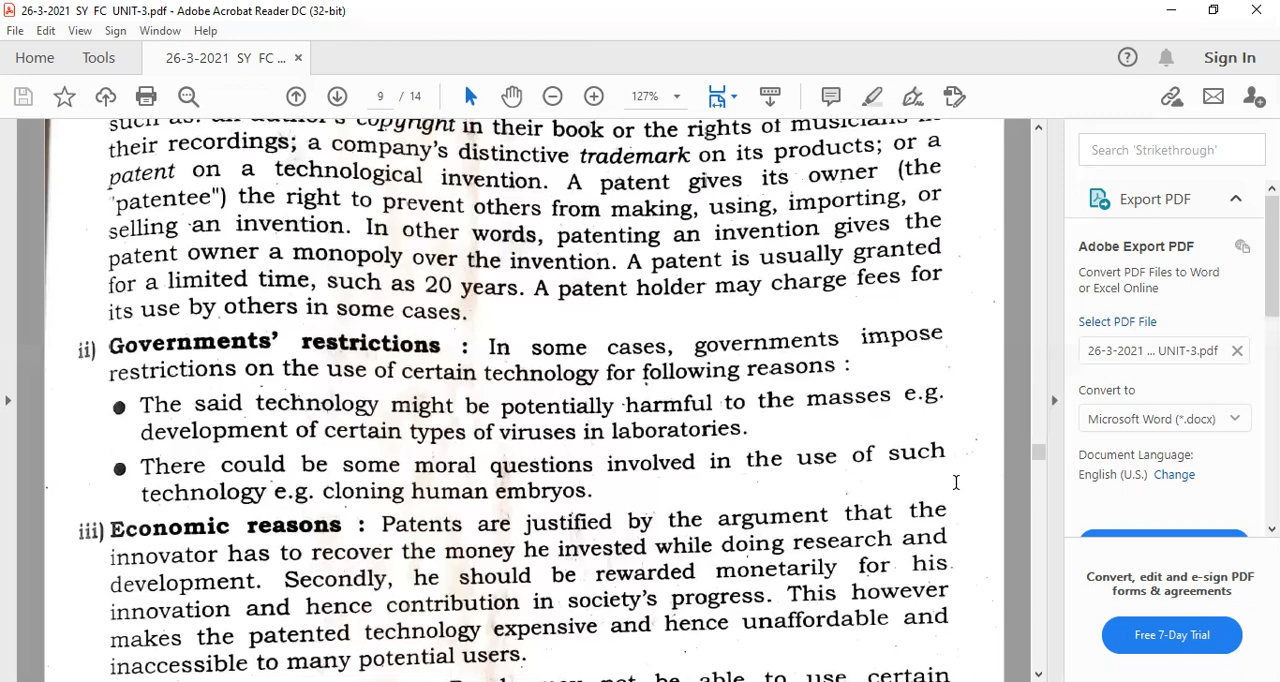 26-3-2021 SY FC UNIT-3.pdf - Adobe Acrobat Reader DC (32-bit)
File Edit View Sign Window Help
Home Tools 26-3-2021 SY FC ... × Sign In
9 / 14 127%
such as: an author's copyright in their book or the rights of musicians
their recordings; a company's distinctive trademark on its products; or a
patent on a technological invention. A patent gives its owner (the
"patentee") the right to prevent others from making, using, importing, or
selling an invention. In other words, patenting an invention gives the
patent owner a monopoly over the invention. A patent is usually granted
for a limited time, such as 20 years. A patent holder may charge fees for
its use by others in some cases.
ii) Governments' restrictions : In some cases, governments impose
restrictions on the use of certain technology for following reasons :
● The said technology might be potentially harmful to the masses e.g.
development of certain types of viruses in laboratories.
● There could be some moral questions involved in the use of such
technology e.g. cloning human embryos.
iii) Economic reasons : Patents are justified by the argument that the
innovator has to recover the money he invested while doing research and
development. Secondly, he should be rewarded monetarily for his
innovation and hence contribution in society's progress. This however
makes the patented technology expensive and hence unaffordable and
inaccessible to many potential users.
may not be able to use certain
Search 'Strikethrough'
Export PDF
Adobe Export PDF
Convert PDF Files to Word
or Excel Online
Select PDF File
26-3-2021 ... UNIT-3.pdf ×
Convert to
Microsoft Word (*.docx)
Document Language:
English (U.S.) Change
Convert, edit and e-sign PDF
forms & agreements
Free 7-Day Trial